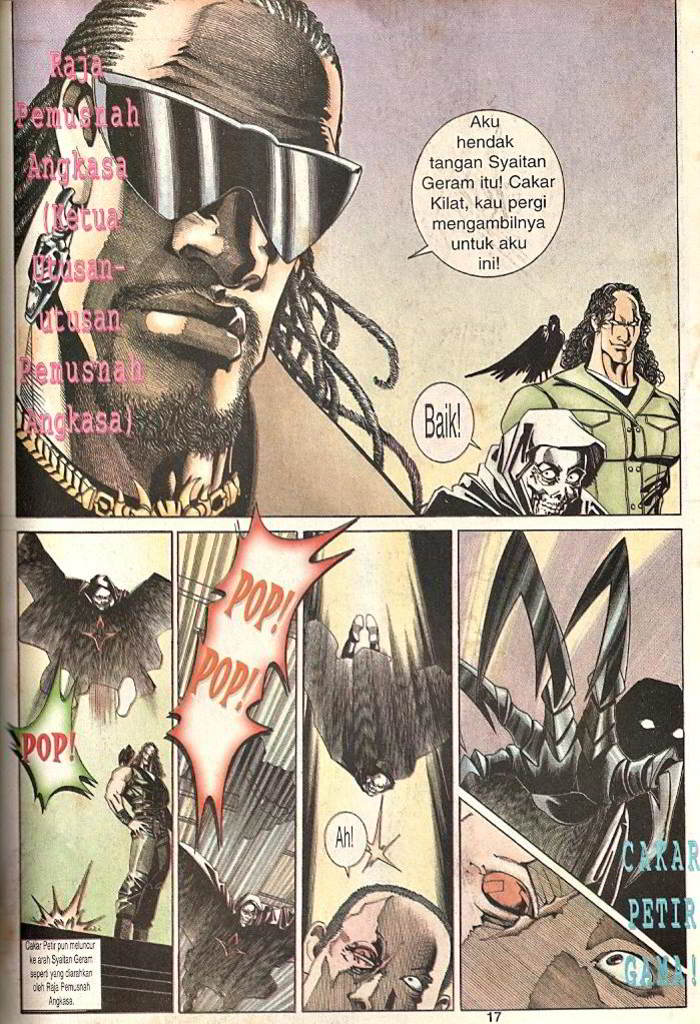 Raja
Pemusnah
Angkasa
(Ketua
Utusan-
utusan
Pemusnah
Angkasa)
Aku
hendak
tangan Syaitan
Geram itu! Cakar
Kilat, kau pergi
mengambilnya
untuk aku
ini!
Baik!
POP!
Cakar Petir pun meluncur
ke arah Syaitan Geram
seperti yang diarahkan
oleh Raja Pemusnah
Angkasa.
POP!
POP!
Ah!
CAKAR
PETIR
GAMA!
17